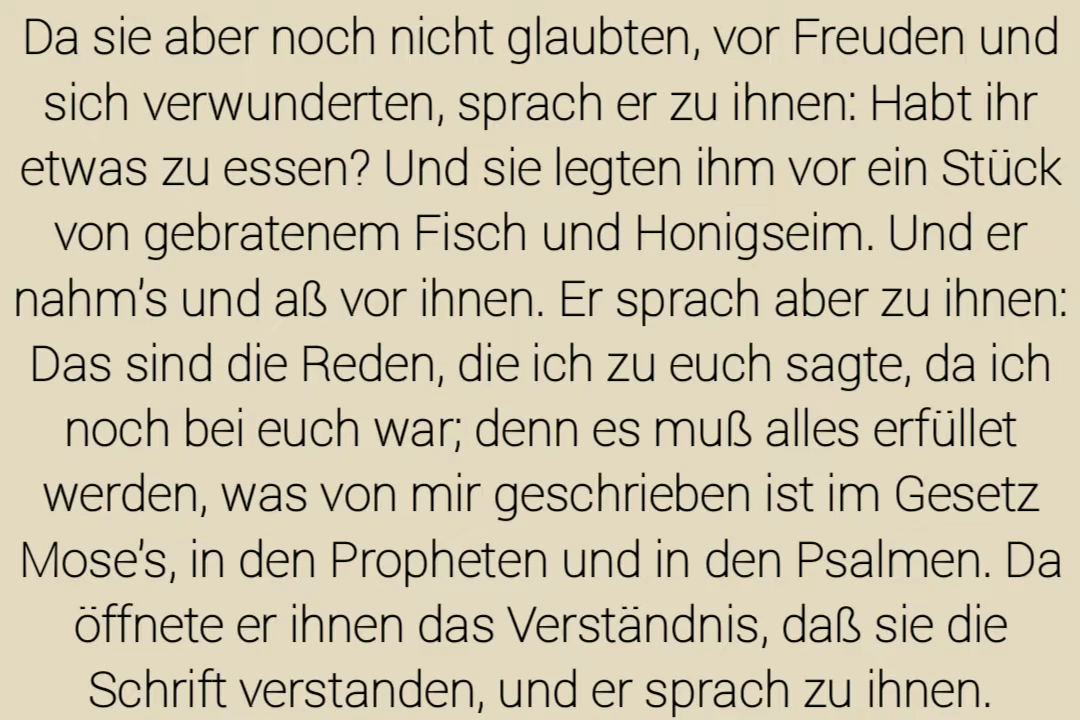 Da sie aber noch nicht glaubten, vor Freuden und
sich verwunderten, sprach er zu ihnen: Habt ihr
etwas zu essen? Und sie legten ihm vor ein Stück
von gebratenem Fisch und Honigseim. Und er
nahm's und aß vor ihnen. Er sprach aber zu ihnen:
Das sind die Reden, die ich zu euch sagte, da ich
noch bei euch war; denn es muß alles erfüllet
werden, was von mir geschrieben ist im Gesetz
Mose's, in den Propheten und in den Psalmen. Da
öffnete er ihnen das Verständnis, daß sie die
Schrift verstanden, und er sprach zu ihnen.